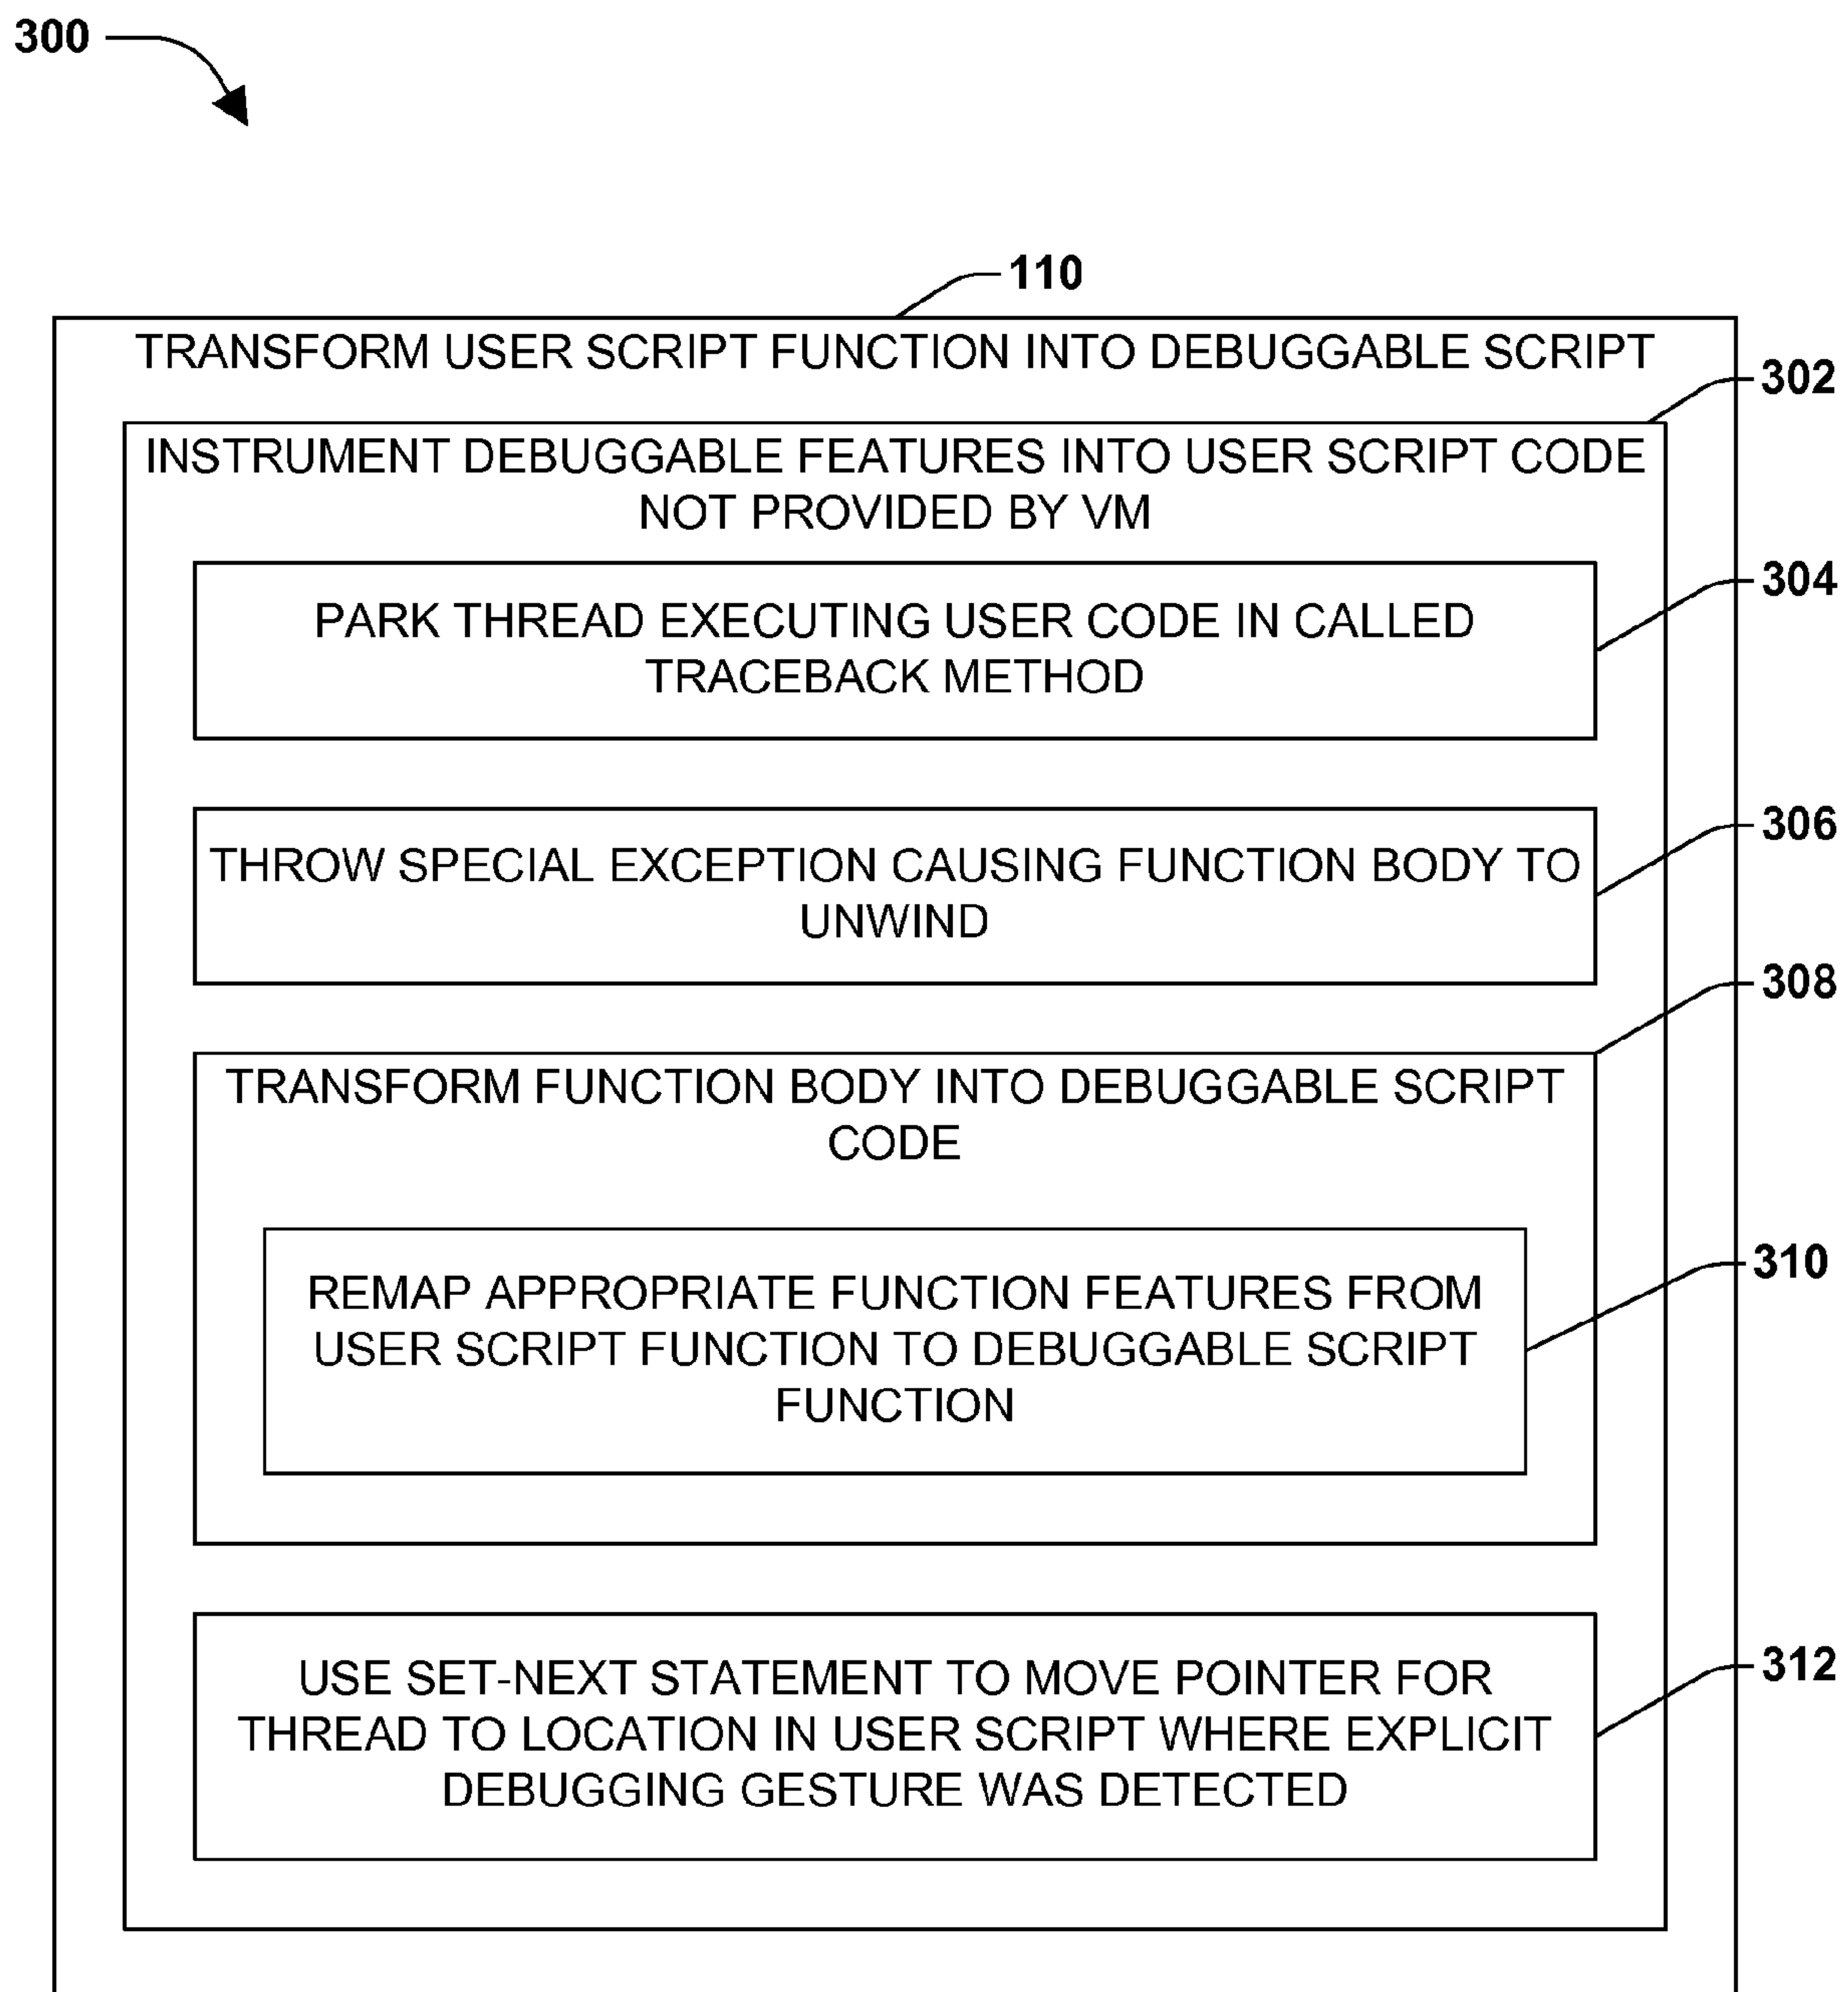 300
110
TRANSFORM USER SCRIPT FUNCTION INTO DEBUGGABLE SCRIPT
302
INSTRUMENT DEBUGGABLE FEATURES INTO USER SCRIPT CODE
NOT PROVIDED BY VM
304
PARK THREAD EXECUTING USER CODE IN CALLED
TRACEBACK METHOD
306
THROW SPECIAL EXCEPTION CAUSING FUNCTION BODY TO
UNWIND
308
TRANSFORM FUNCTION BODY INTO DEBUGGABLE SCRIPT
CODE
310
REMAP APPROPRIATE FUNCTION FEATURES FROM
USER SCRIPT FUNCTION TO DEBUGGABLE SCRIPT
FUNCTION
312
USE SET-NEXT STATEMENT TO MOVE POINTER FOR
THREAD TO LOCATION IN USER SCRIPT WHERE EXPLICIT
DEBUGGING GESTURE WAS DETECTED